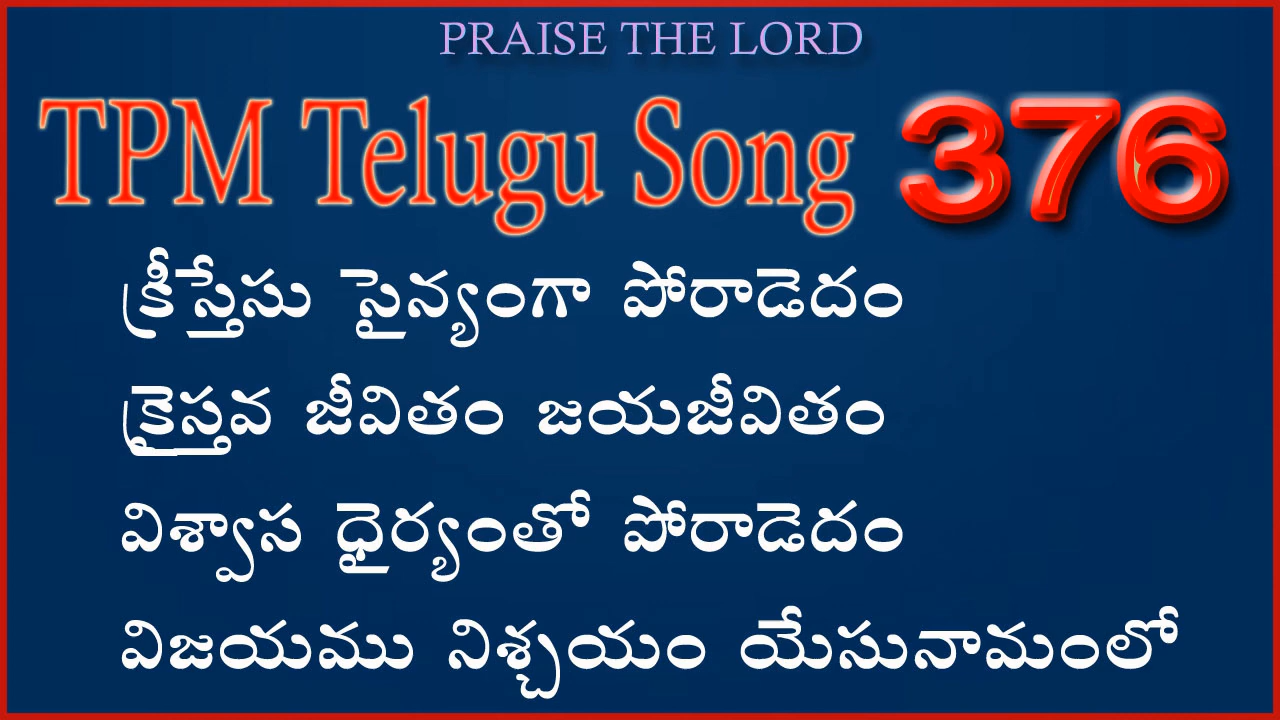 PRAISE THE LORD
TPM Telugu Song 376
క్రీస్తేసు సైన్యంగా పోరాడెదం
క్రైస్తవ జీవితం జయజీవితం
విశ్వాస ధైర్యంతో పోరాడెదం
విజయము నిశ్చయం యేసునామంలో